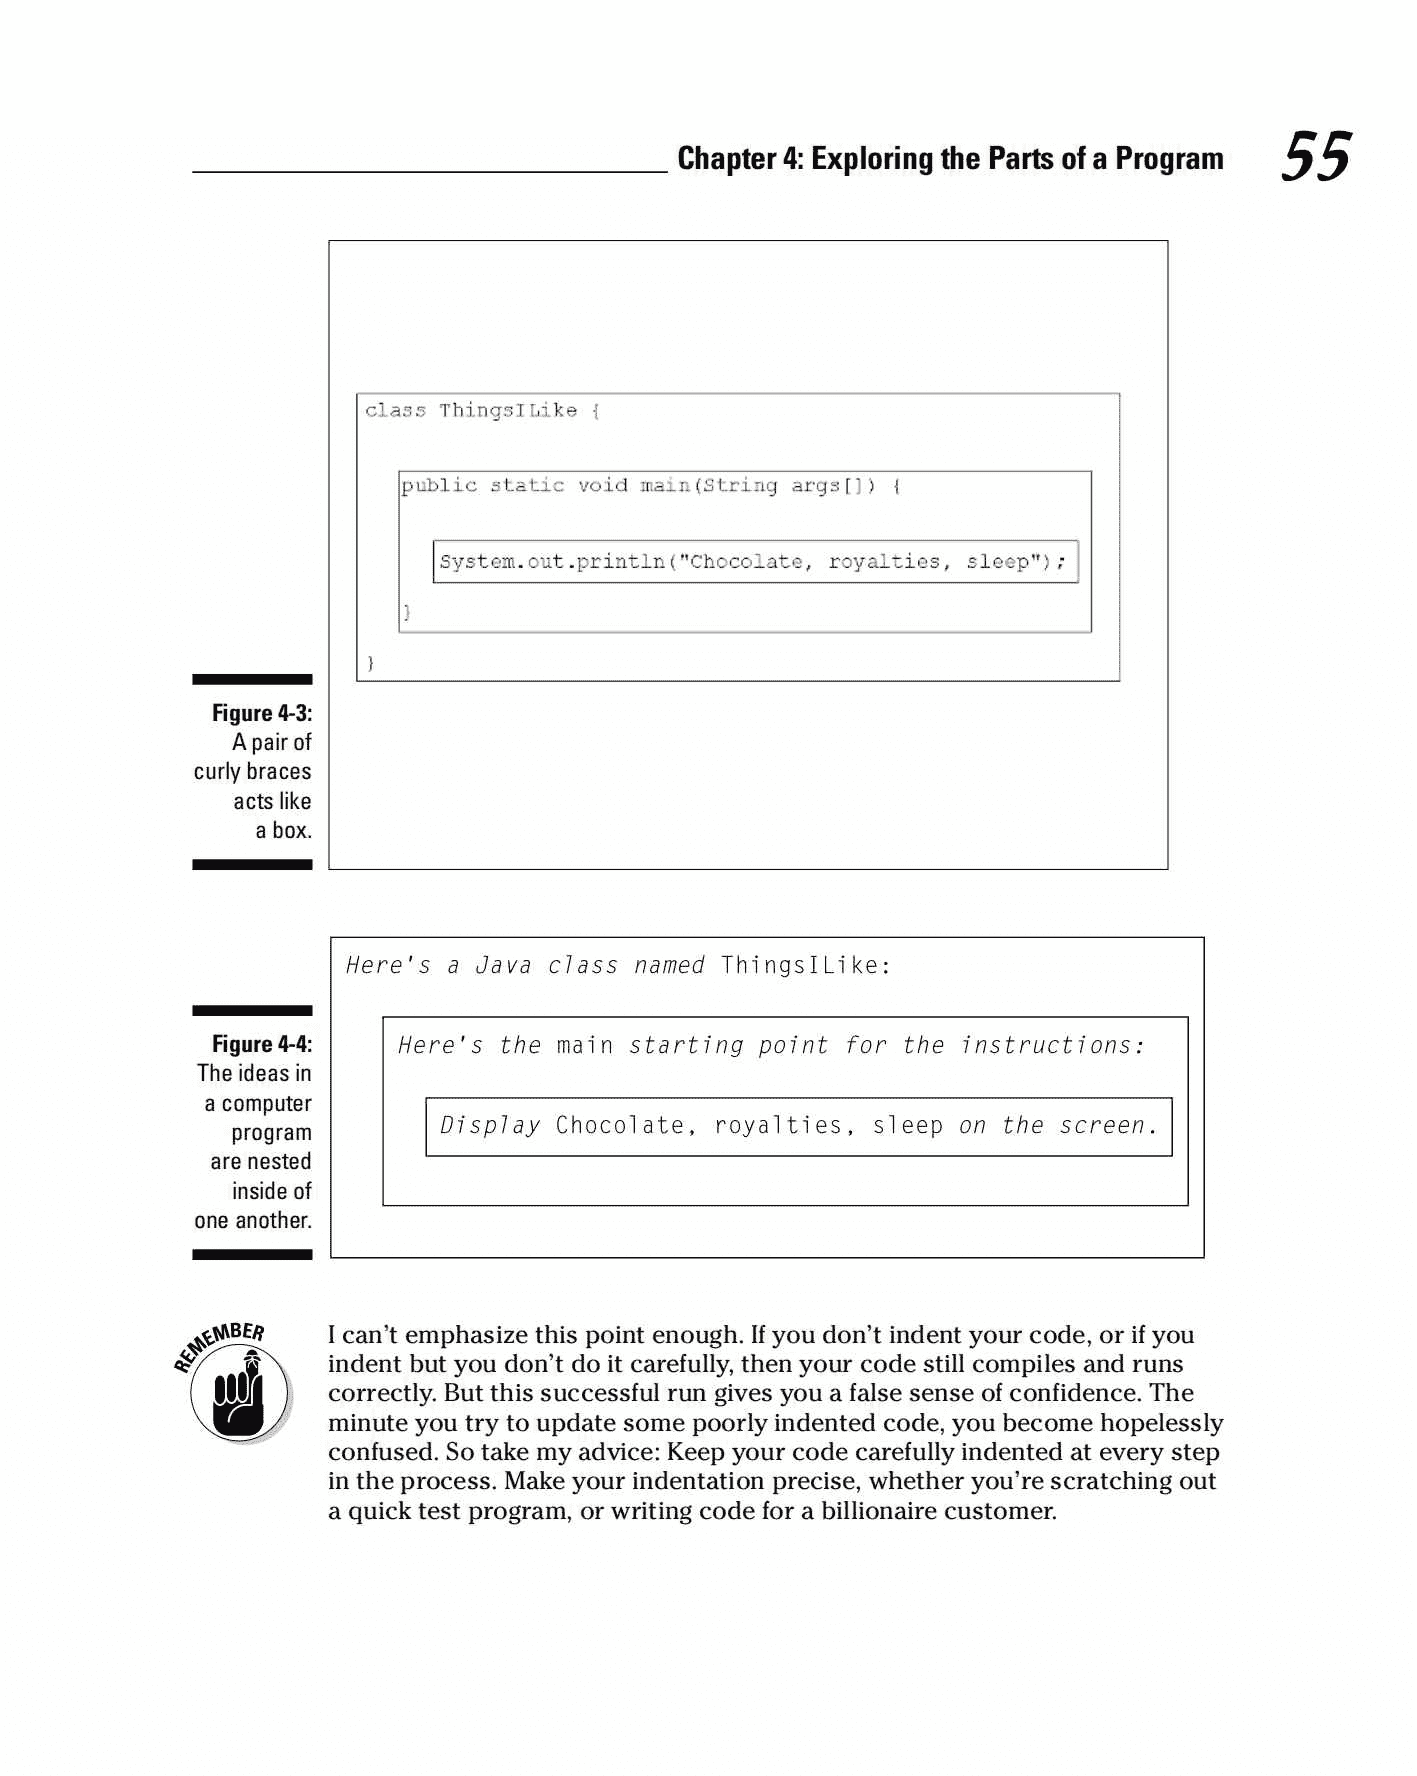 Chapter 4: Exploring the Parts of a Program 55
class ThingsILike {
public static void main(String args[]) {
System.out.println("Chocolate, royalties, sleep");
}
}
Figure 4-3:
A pair of
curly braces
acts like
a box.
Here's a Java class named ThingsILike:
Here's the main starting point for the instructions:
Display Chocolate, royalties, sleep on the screen.
Figure 4-4:
The ideas in
a computer
program
are nested
inside of
one another.
REMEMBER
I can't emphasize this point enough. If you don't indent your code, or if you
indent but you don't do it carefully, then your code still compiles and runs
correctly. But this successful run gives you a false sense of confidence. The
minute you try to update some poorly indented code, you become hopelessly
confused. So take my advice: Keep your code carefully indented at every step
in the process. Make your indentation precise, whether you're scratching out
a quick test program, or writing code for a billionaire customer.